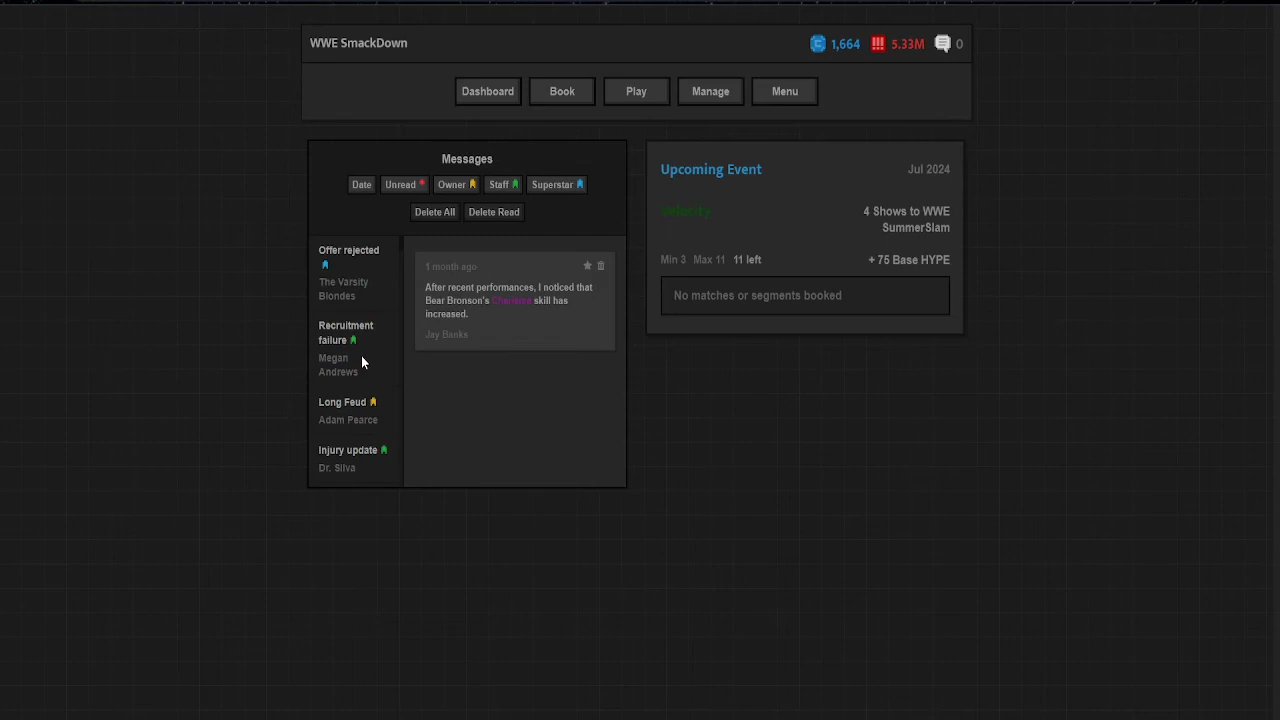 WWE SmackDown
1,664
5.33M
0
Dashboard
Book
Play
Manage
Menu
Messages
Date
Unread
Owner
Staff
Superstar
Delete All
Delete Read
Offer rejected
The Varsity
Blondes
Recruitment
failure
Megan
Andrews
Long Feud
Adam Pearce
Injury update
Dr. Silva
1 month ago
After recent performances, I noticed that
Bear Bronson's Charisma skill has
increased.
Jay Banks
Upcoming Event
Jul 2024
Velocity
4 Shows to WWE
SummerSlam
Min 3 Max 11 11 left
+ 75 Base HYPE
No matches or segments booked